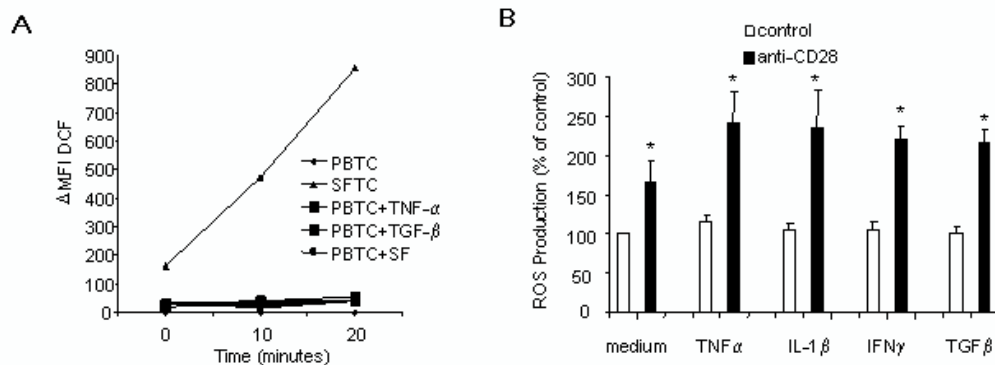 A
ΔMFI DCF
900
800
700
600
500
400
300
200
100
0
0 10 20
Time (minutes)
PBTC
SFTC
PBTC+TNF-α
PBTC+TGF-β
PBTC+SF
B
control
anti-CD28
ROS Production (% of control)
300
250
200
150
100
50
0
* * * * *
medium TNFα IL-1β IFNγ TGFβ